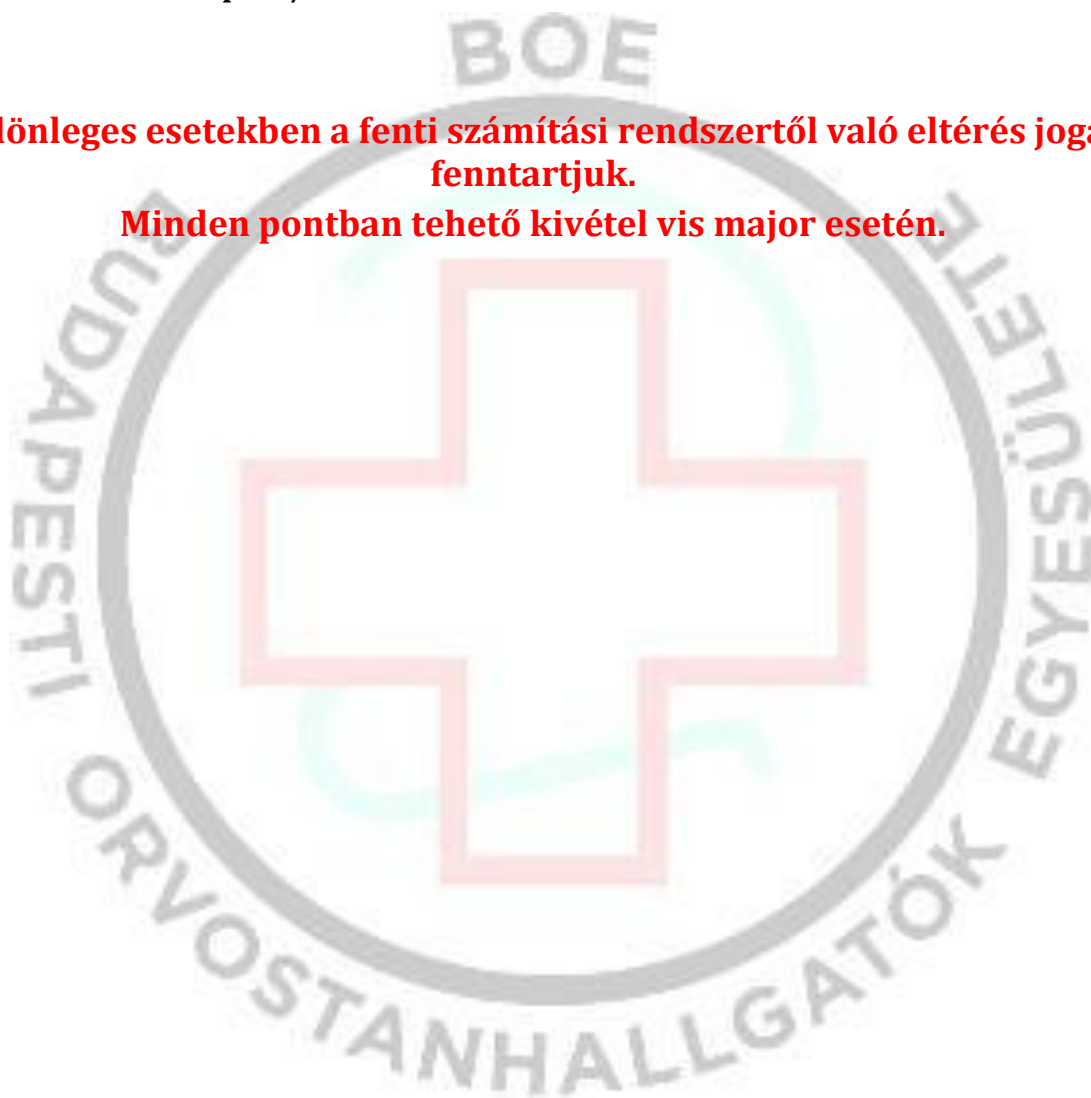 BOE
lönleges esetekben a fenti számítási rendszertől való eltérés jogá
fenntartjuk.
Minden pontban tehető kivétel vis major esetén.
BUDAPESTI ORVOSTANHALLGATÓK EGYESÜLETE